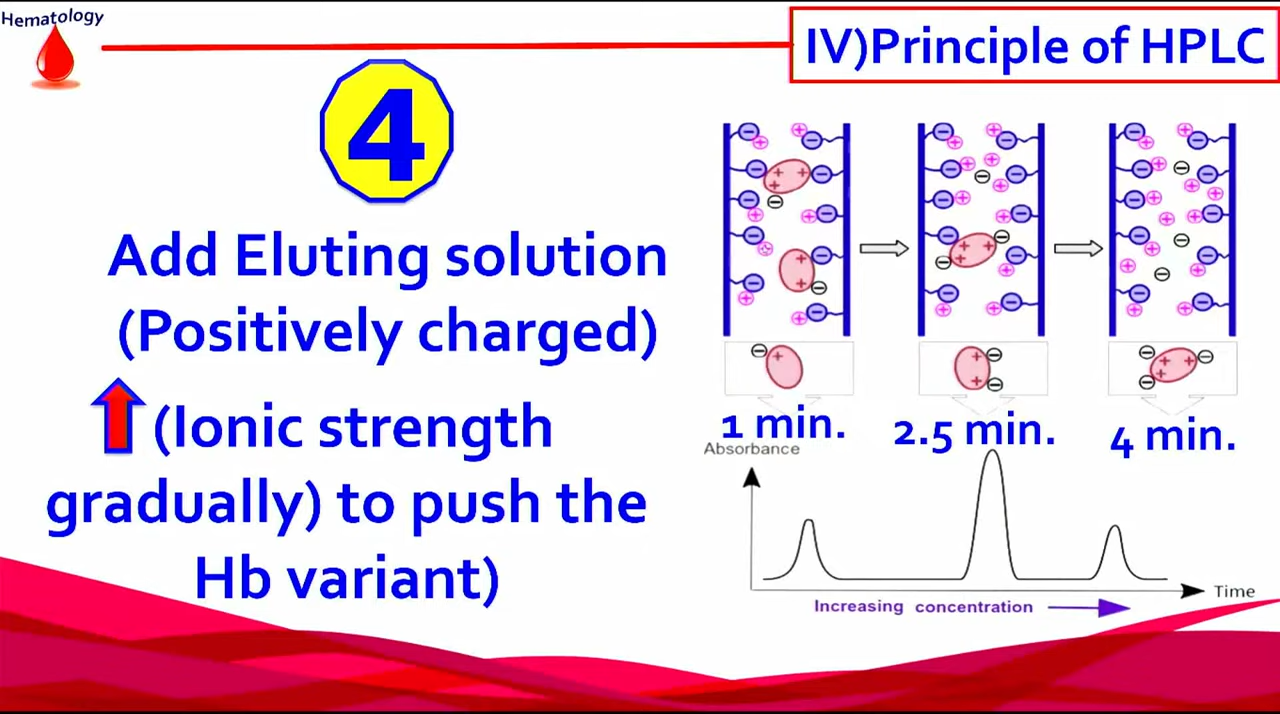 Hematology
IV)Principle of HPLC
4
Add Eluting solution
(Positively charged)
(Ionic strength
gradually) to push the
Hb variant)
1 min.
2.5 min.
4 min.
Absorbance
Time
Increasing concentration